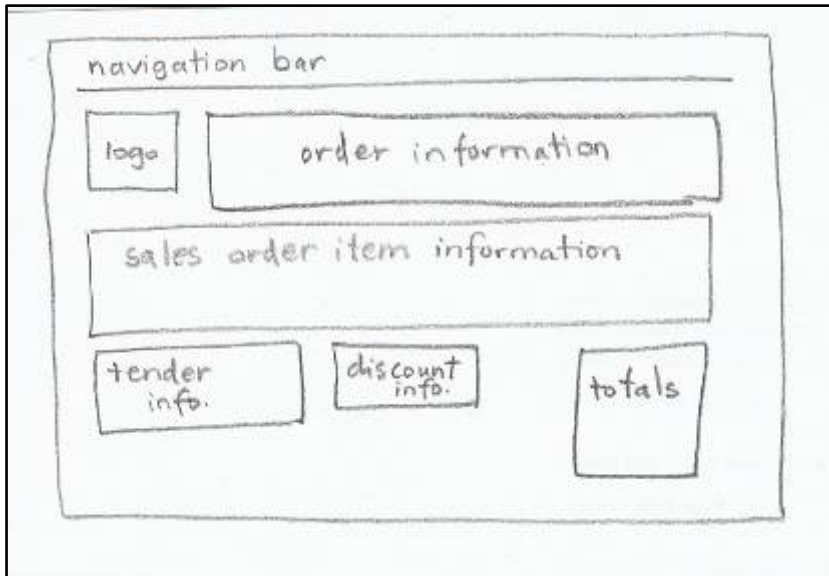 navigation bar
logo
order information
sales order item information
tender
info.
discount
info.
totals